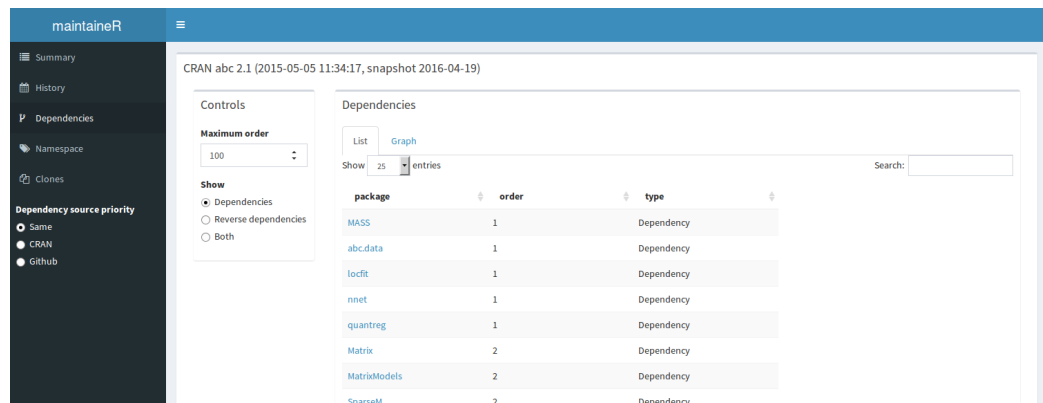 maintaineR
Summary
History
Dependencies
Namespace
Clones
Dependency source priority
Same
CRAN
Github
CRAN abc 2.1 (2015-05-05 11:34:17, snapshot 2016-04-19)
Controls
Maximum order
100
Show
Dependencies
Reverse dependencies
Both
Dependencies
List Graph
Show 25 entries Search:
package order type
MASS 1 Dependency
abc.data 1 Dependency
locfit 1 Dependency
nnet 1 Dependency
quantreg 1 Dependency
Matrix 2 Dependency
MatrixModels 2 Dependency
SparseM 2 Dependency